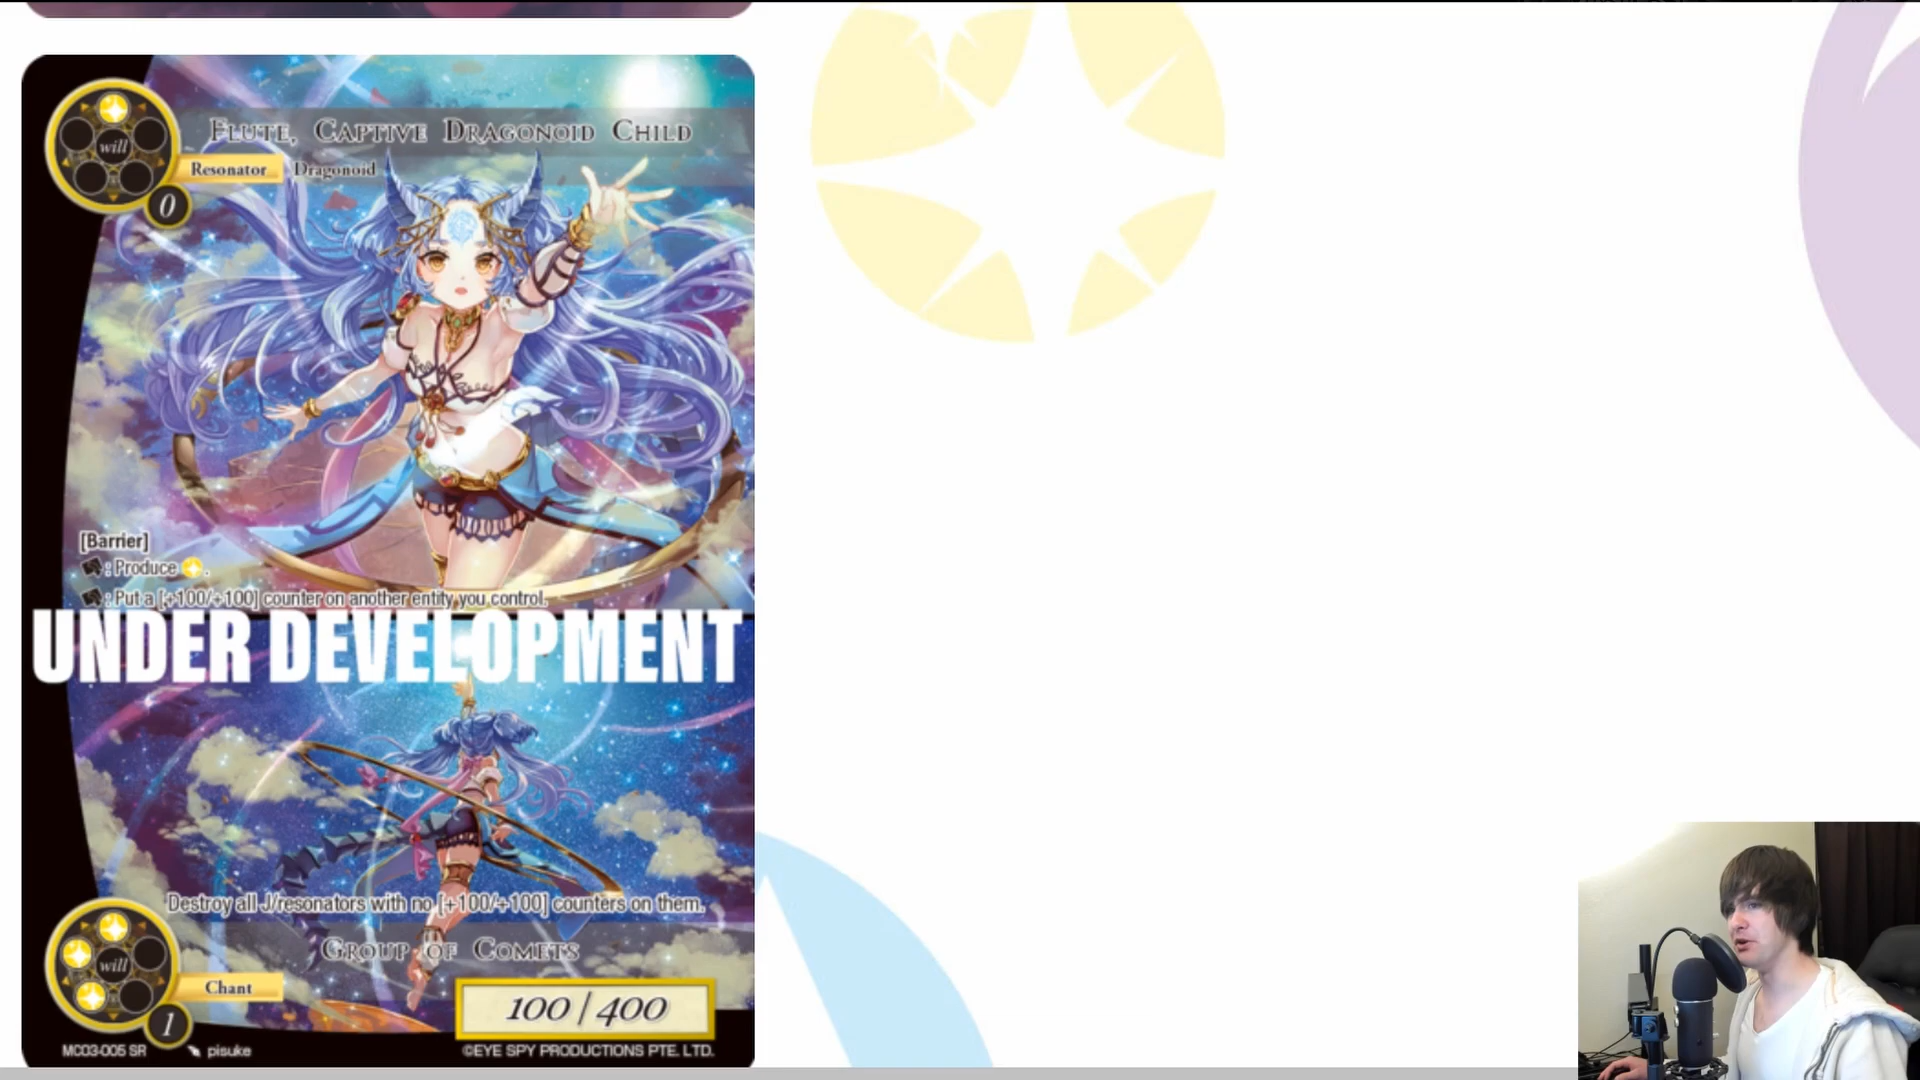 FLUTE, CAPTIVE DRAGONOID CHILD
will
Resonator Dragonoid
0
[Barrier]
: Produce .
: Put a [+100/+100] counter on another entity you control.
UNDER DEVELOPMENT
Destroy all J/resonators with no [+100/+100] counters on them.
GROUP OF COMETS
will
Chant
1
100 / 400
MC03-005 SR pisuke ©EYE SPY PRODUCTIONS PTE. LTD.